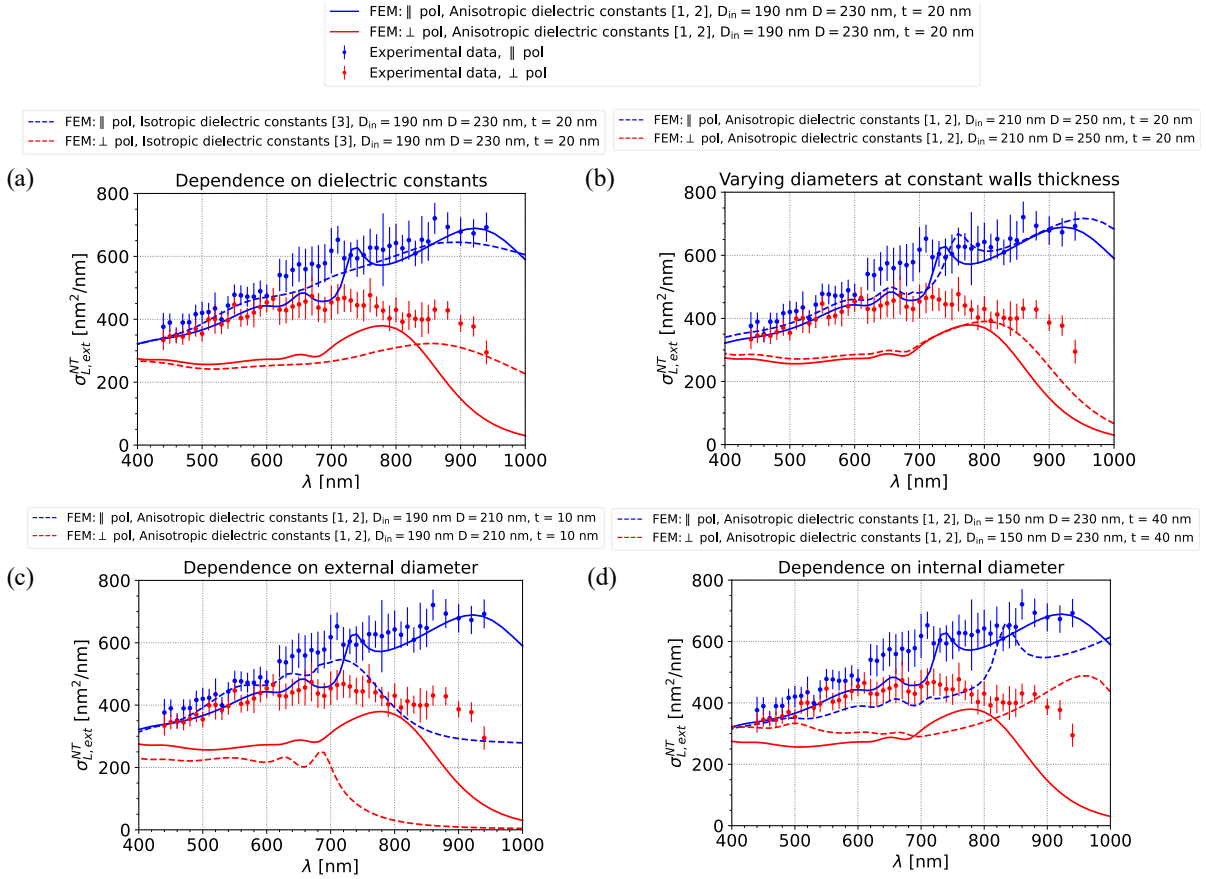 FEM: ∥ pol, Anisotropic dielectric constants [1, 2], D_in = 190 nm D = 230 nm, t = 20 nm
FEM: ⊥ pol, Anisotropic dielectric constants [1, 2], D_in = 190 nm D = 230 nm, t = 20 nm
Experimental data, ∥ pol
Experimental data, ⊥ pol
FEM: ∥ pol, Isotropic dielectric constants [3], D_in = 190 nm D = 230 nm, t = 20 nm
FEM: ⊥ pol, Isotropic dielectric constants [3], D_in = 190 nm D = 230 nm, t = 20 nm
(a)
Dependence on dielectric constants
800
600
400
200
0
σ_{L,ext}^{NT} [nm²/nm]
400 500 600 700 800 900 1000
λ [nm]
FEM: ∥ pol, Anisotropic dielectric constants [1, 2], D_in = 210 nm D = 250 nm, t = 20 nm
FEM: ⊥ pol, Anisotropic dielectric constants [1, 2], D_in = 210 nm D = 250 nm, t = 20 nm
(b)
Varying diameters at constant walls thickness
800
600
400
200
0
σ_{L,ext}^{NT} [nm²/nm]
400 500 600 700 800 900 1000
λ [nm]
FEM: ∥ pol, Anisotropic dielectric constants [1, 2], D_in = 190 nm D = 210 nm, t = 10 nm
FEM: ⊥ pol, Anisotropic dielectric constants [1, 2], D_in = 190 nm D = 210 nm, t = 10 nm
(c)
Dependence on external diameter
800
600
400
200
0
σ_{L,ext}^{NT} [nm²/nm]
400 500 600 700 800 900 1000
λ [nm]
FEM: ∥ pol, Anisotropic dielectric constants [1, 2], D_in = 150 nm D = 230 nm, t = 40 nm
FEM: ⊥ pol, Anisotropic dielectric constants [1, 2], D_in = 150 nm D = 230 nm, t = 40 nm
(d)
Dependence on internal diameter
800
600
400
200
0
σ_{L,ext}^{NT} [nm²/nm]
400 500 600 700 800 900 1000
λ [nm]